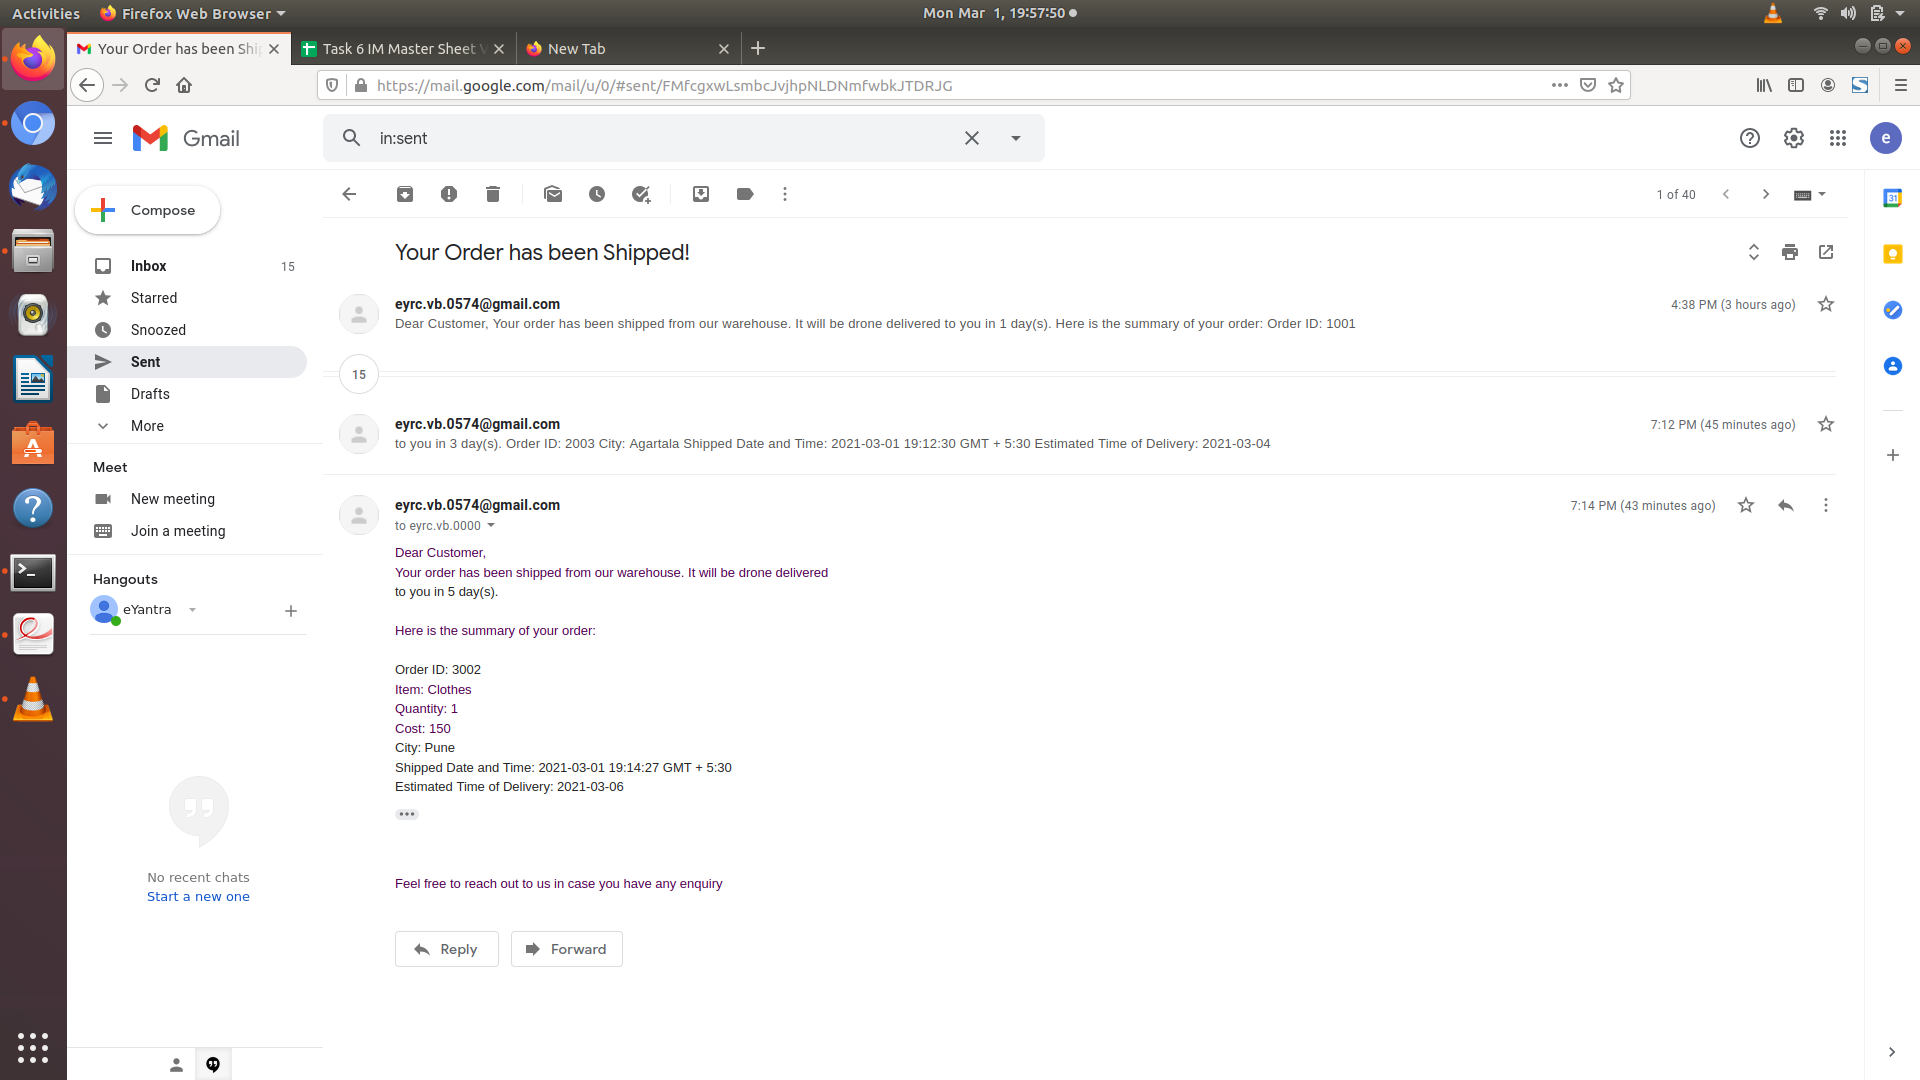 Activities
Firefox Web Browser
Mon Mar 1, 19:57:50
Your Order has been Ship
Task 6 IM Master Sheet V
New Tab
https://mail.google.com/mail/u/0/#sent/FMfcgxwLsmbcJvjhpNLDNmfwbkJTDRJG
Gmail
in:sent
e
Compose
1 of 40
31
Your Order has been Shipped!
Inbox 15
Starred
Snoozed
Sent
Drafts
More
Meet
New meeting
Join a meeting
Hangouts
eYantra
No recent chats
Start a new one
eyrc.vb.0574@gmail.com
4:38 PM (3 hours ago)
Dear Customer, Your order has been shipped from our warehouse. It will be drone delivered to you in 1 day(s). Here is the summary of your order: Order ID: 1001
15
eyrc.vb.0574@gmail.com
7:12 PM (45 minutes ago)
to you in 3 day(s). Order ID: 2003 City: Agartala Shipped Date and Time: 2021-03-01 19:12:30 GMT + 5:30 Estimated Time of Delivery: 2021-03-04
eyrc.vb.0574@gmail.com
7:14 PM (43 minutes ago)
to eyrc.vb.0000
Dear Customer,
Your order has been shipped from our warehouse. It will be drone delivered
to you in 5 day(s).
Here is the summary of your order:
Order ID: 3002
Item: Clothes
Quantity: 1
Cost: 150
City: Pune
Shipped Date and Time: 2021-03-01 19:14:27 GMT + 5:30
Estimated Time of Delivery: 2021-03-06
Feel free to reach out to us in case you have any enquiry
Reply
Forward